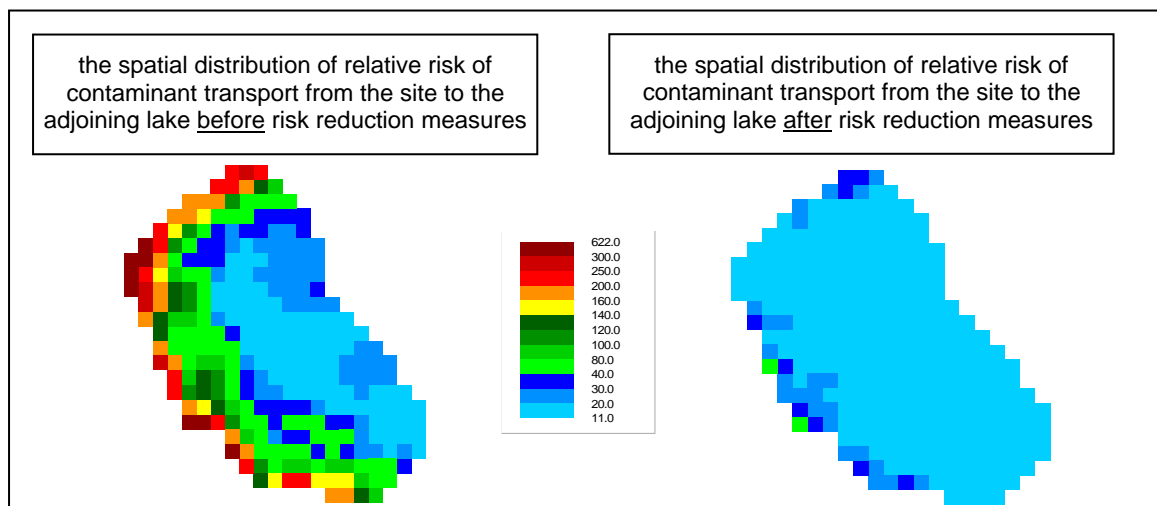 the spatial distribution of relative risk of
contaminant transport from the site to the
adjoining lake before risk reduction measures
the spatial distribution of relative risk of
contaminant transport from the site to the
adjoining lake after risk reduction measures
622.0
300.0
250.0
200.0
160.0
140.0
120.0
100.0
80.0
40.0
30.0
20.0
11.0